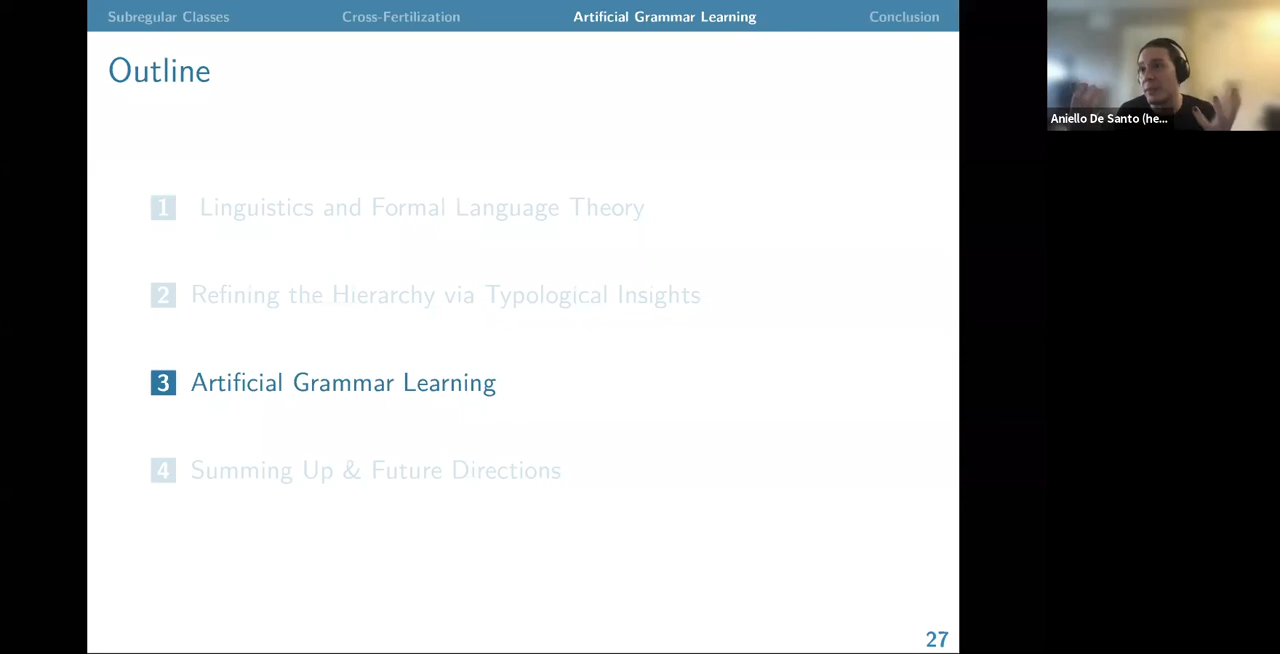 Subregular Classes Cross-Fertilization Artificial Grammar Learning Conclusion
Outline
1 Linguistics and Formal Language Theory
2 Refining the Hierarchy via Typological Insights
3 Artificial Grammar Learning
4 Summing Up & Future Directions
27
Aniello De Santo (he...